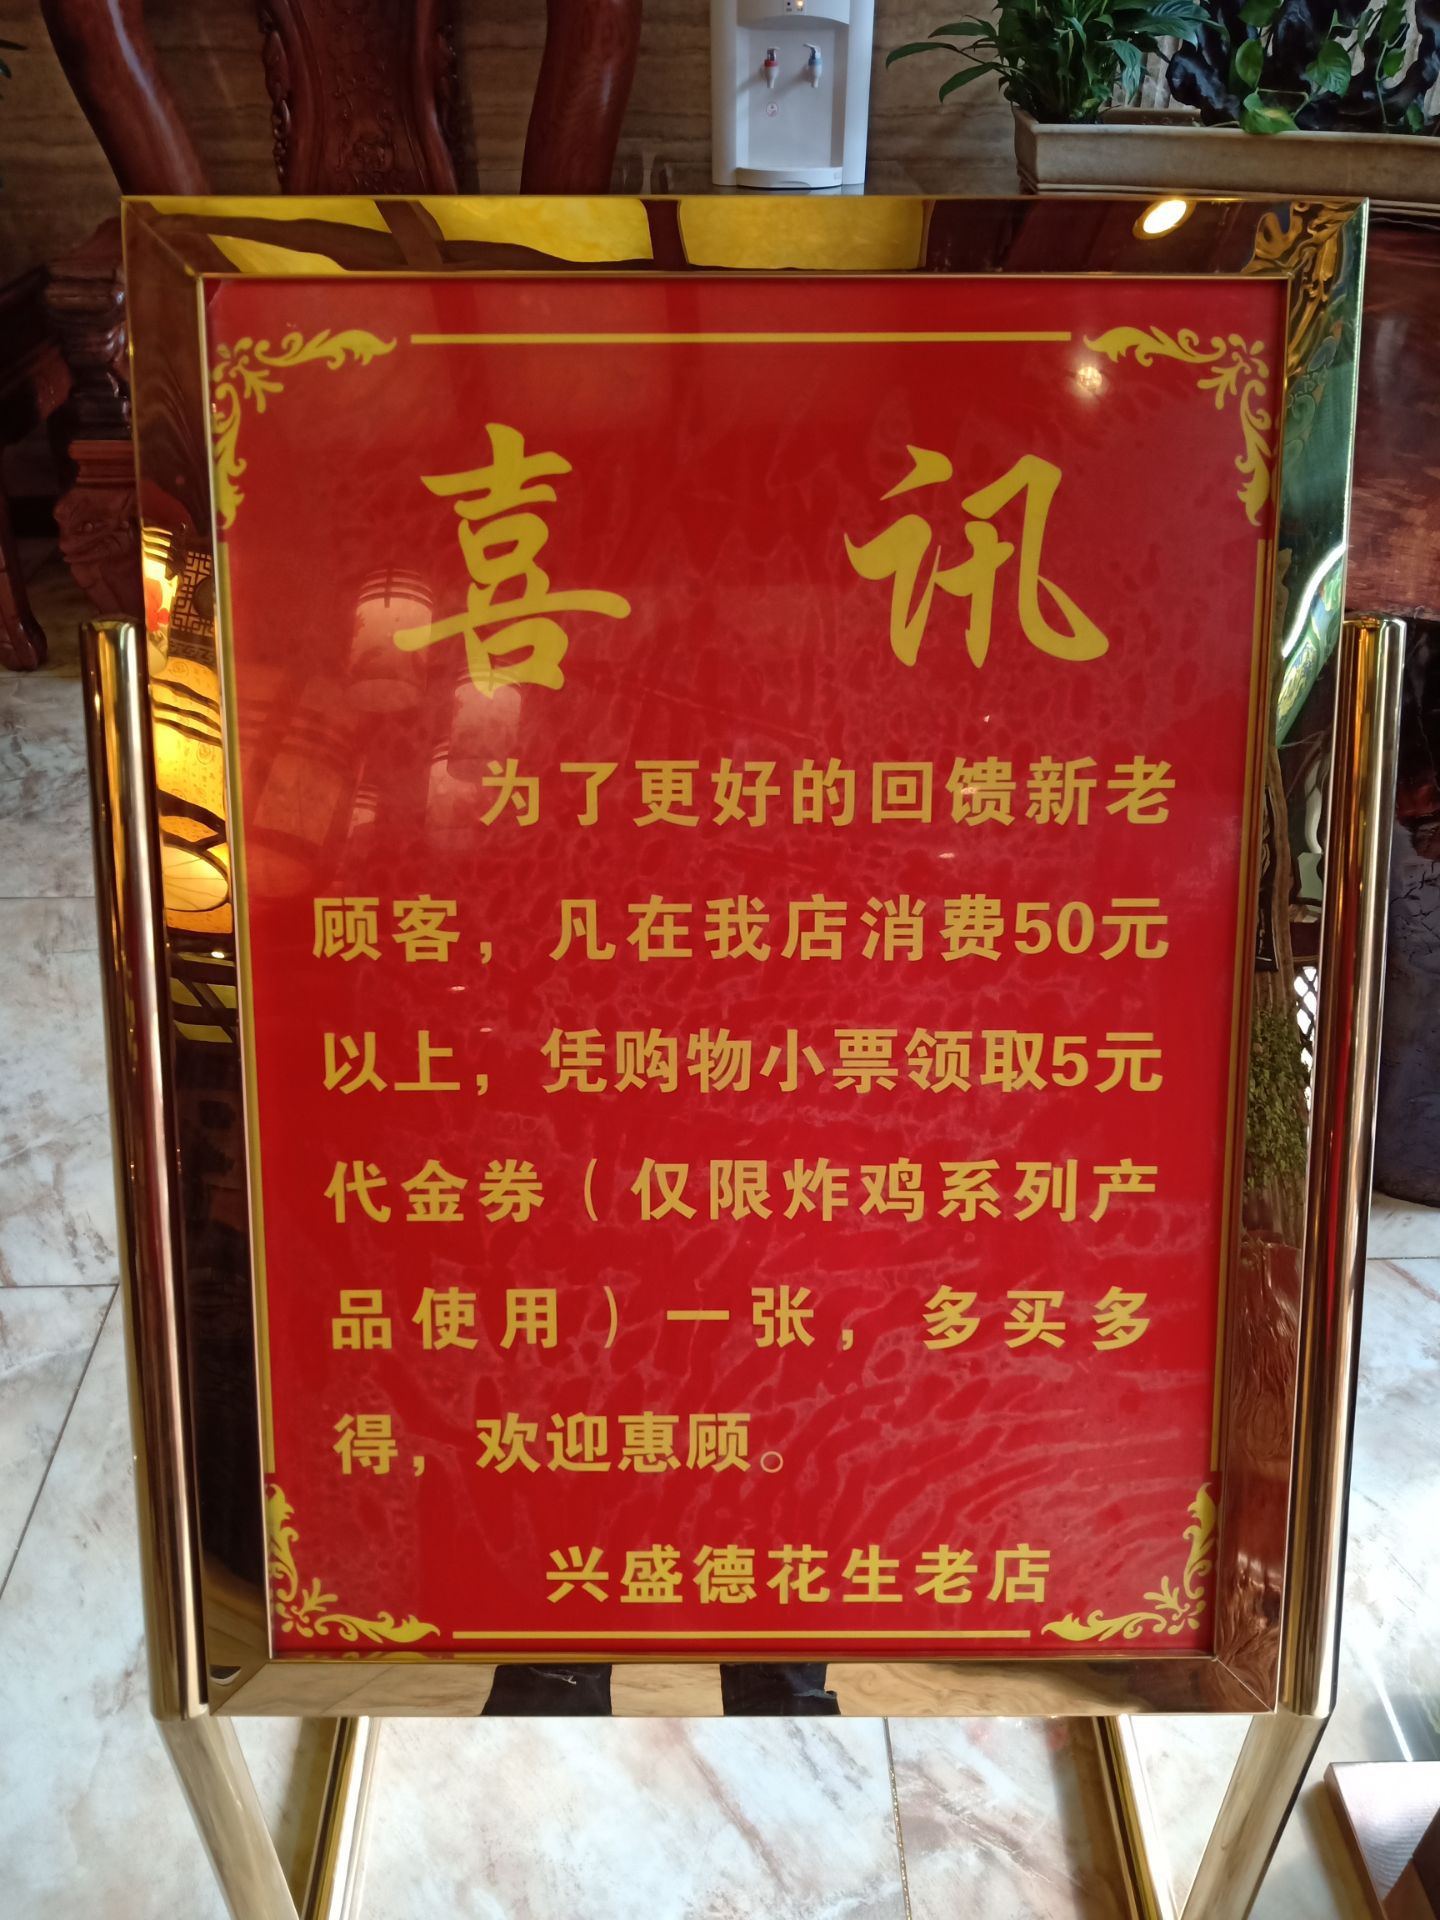 喜讯
为了更好的回馈新老
顾客，凡在我店消费50元
以上，凭购物小票领取5元
代金券（仅限炸鸡系列产
品使用）一张，多买多
得，欢迎惠顾。
兴盛德花生老店